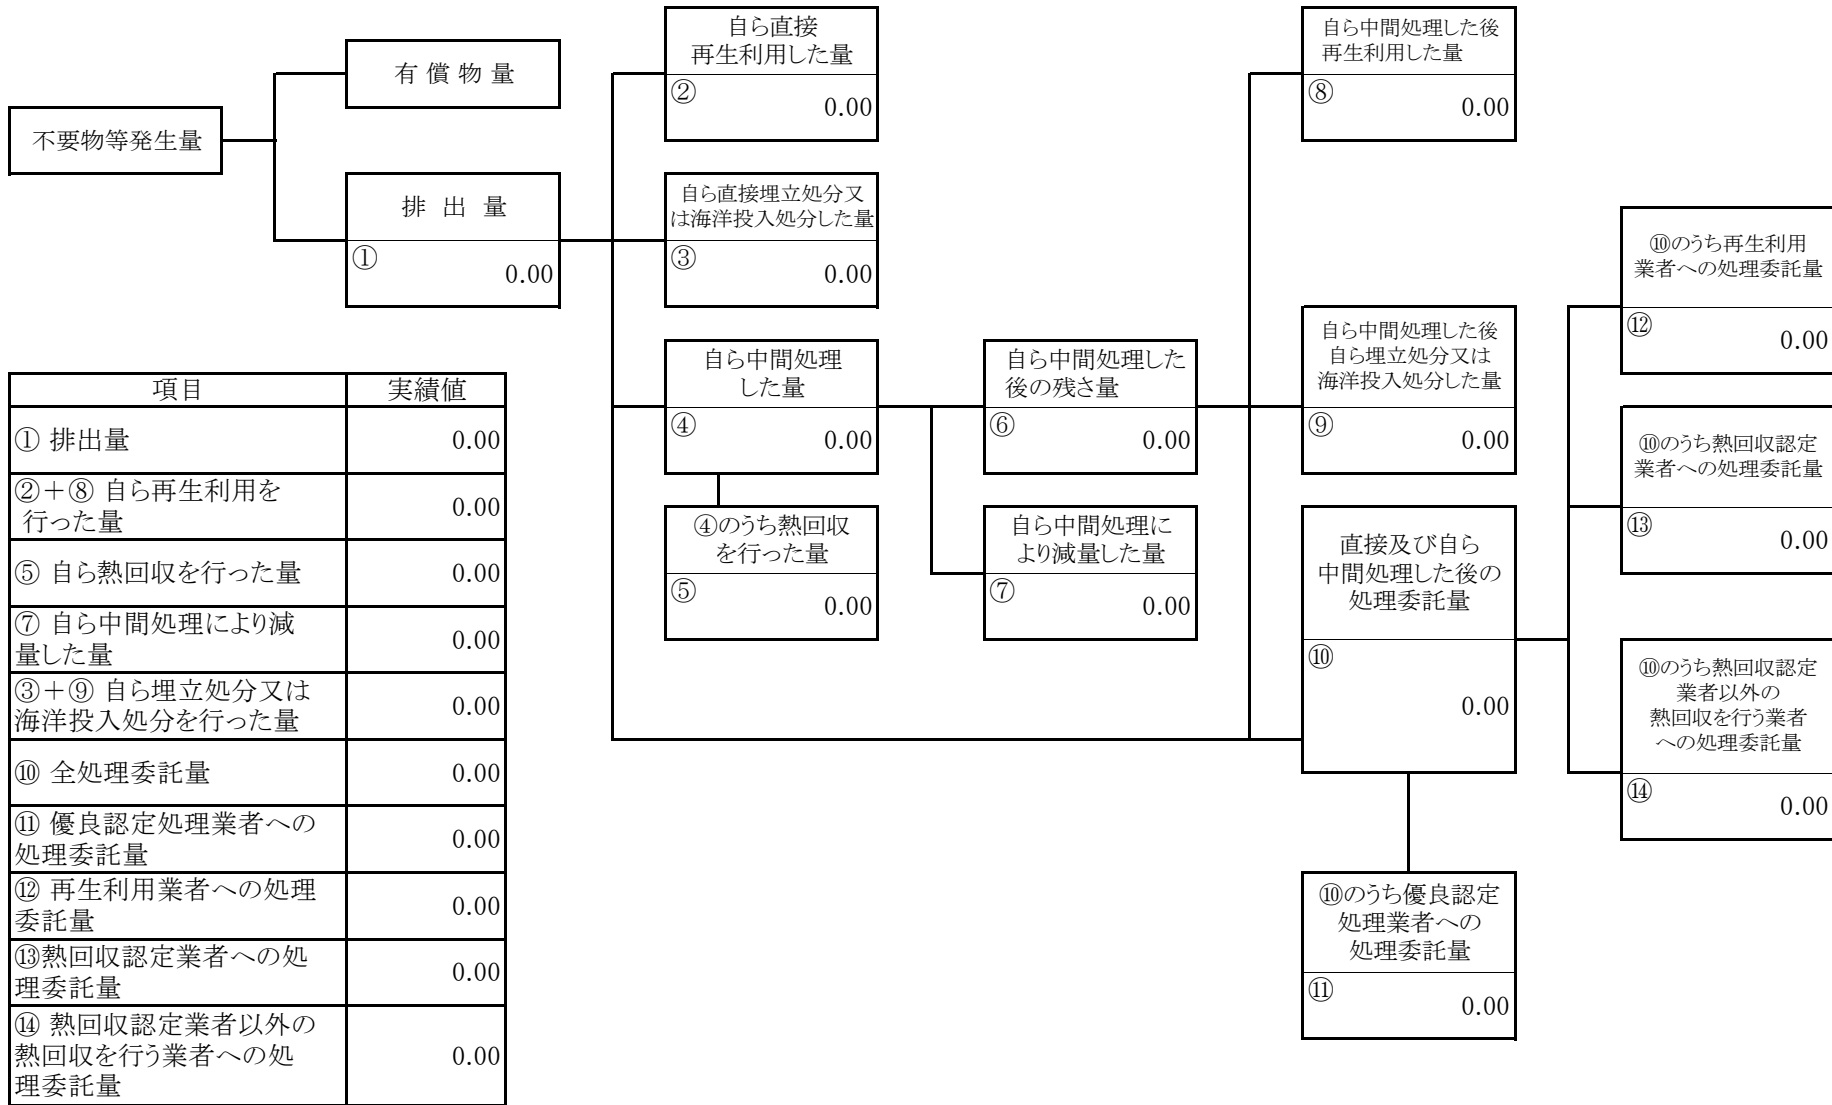 不要物等発生量
有 償 物 量
排 出 量
①
0.00
自ら直接
再生利用した量
②
0.00
自ら直接埋立処分又
は海洋投入処分した量
③
0.00
自ら中間処理
した量
④
0.00
④のうち熱回収
を行った量
⑤
0.00
自ら中間処理した
後の残さ量
⑥
0.00
自ら中間処理に
より減量した量
⑦
0.00
自ら中間処理した後
再生利用した量
⑧
0.00
自ら中間処理した後
自ら埋立処分又は
海洋投入処分した量
⑨
0.00
直接及び自ら
中間処理した後の
処理委託量
⑩
0.00
⑩のうち優良認定
処理業者への
処理委託量
⑪
0.00
⑩のうち再生利用
業者への処理委託量
⑫
0.00
⑩のうち熱回収認定
業者への処理委託量
⑬
0.00
⑩のうち熱回収認定
業者以外の
熱回収を行う業者
への処理委託量
⑭
0.00
項目 実績値
① 排出量 0.00
②＋⑧ 自ら再生利用を
行った量 0.00
⑤ 自ら熱回収を行った量 0.00
⑦ 自ら中間処理により減
量した量 0.00
③＋⑨ 自ら埋立処分又は
海洋投入処分を行った量 0.00
⑩ 全処理委託量 0.00
⑪ 優良認定処理業者への
処理委託量 0.00
⑫ 再生利用業者への処理
委託量 0.00
⑬熱回収認定業者への処
理委託量 0.00
⑭ 熱回収認定業者以外の
熱回収を行う業者への処
理委託量 0.00